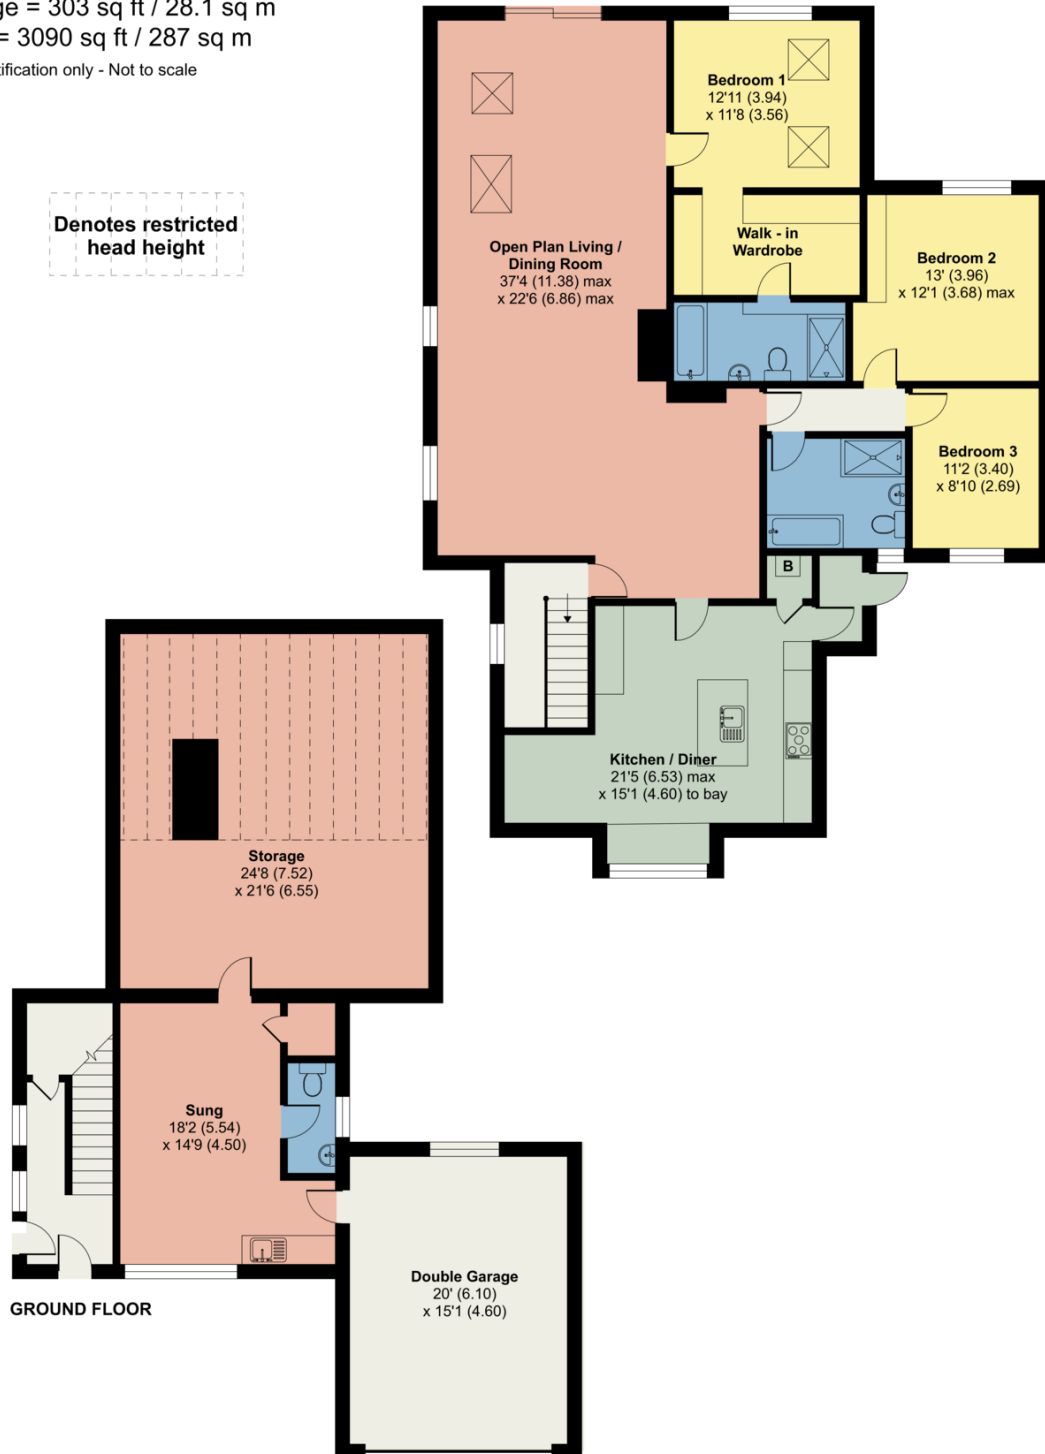 ge = 303 sq ft / 28.1 sq m
= 3090 sq ft / 287 sq m
tification only - Not to scale
Denotes restricted
head height
Open Plan Living /
Dining Room
37'4 (11.38) max
x 22'6 (6.86) max
Bedroom 1
12'11 (3.94)
x 11'8 (3.56)
Walk - in
Wardrobe
Bedroom 2
13' (3.96)
x 12'1 (3.68) max
Bedroom 3
11'2 (3.40)
x 8'10 (2.69)
B
Kitchen / Diner
21'5 (6.53) max
x 15'1 (4.60) to bay
Storage
24'8 (7.52)
x 21'6 (6.55)
Sung
18'2 (5.54)
x 14'9 (4.50)
Double Garage
20' (6.10)
x 15'1 (4.60)
GROUND FLOOR